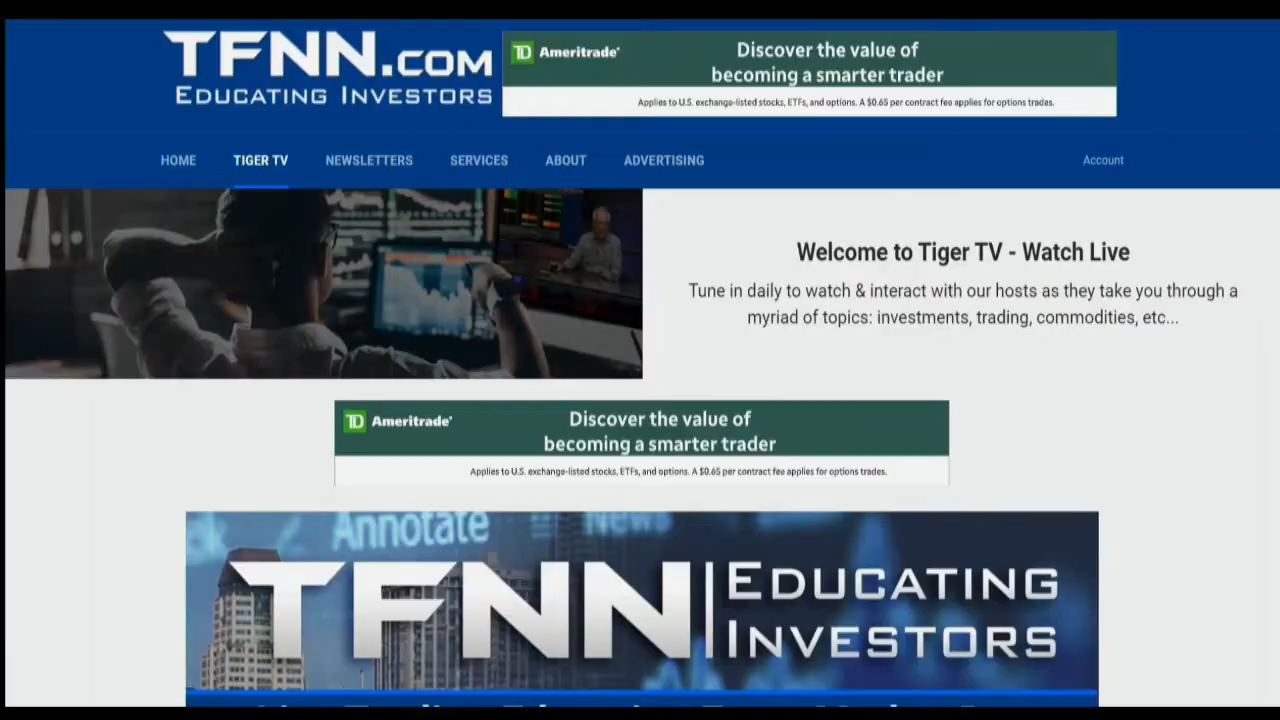 TFNN.COM
EDUCATING INVESTORS
TD Ameritrade
Discover the value of
becoming a smarter trader
Applies to U.S. exchange-listed stocks, ETFs, and options. A $0.65 per contract fee applies for options trades.
HOME TIGER TV NEWSLETTERS SERVICES ABOUT ADVERTISING Account
Welcome to Tiger TV - Watch Live
Tune in daily to watch & interact with our hosts as they take you through a
myriad of topics: investments, trading, commodities, etc...
TD Ameritrade
Discover the value of
becoming a smarter trader
Applies to U.S. exchange-listed stocks, ETFs, and options. A $0.65 per contract fee applies for options trades.
Annotate News
TFNN EDUCATING
INVESTORS